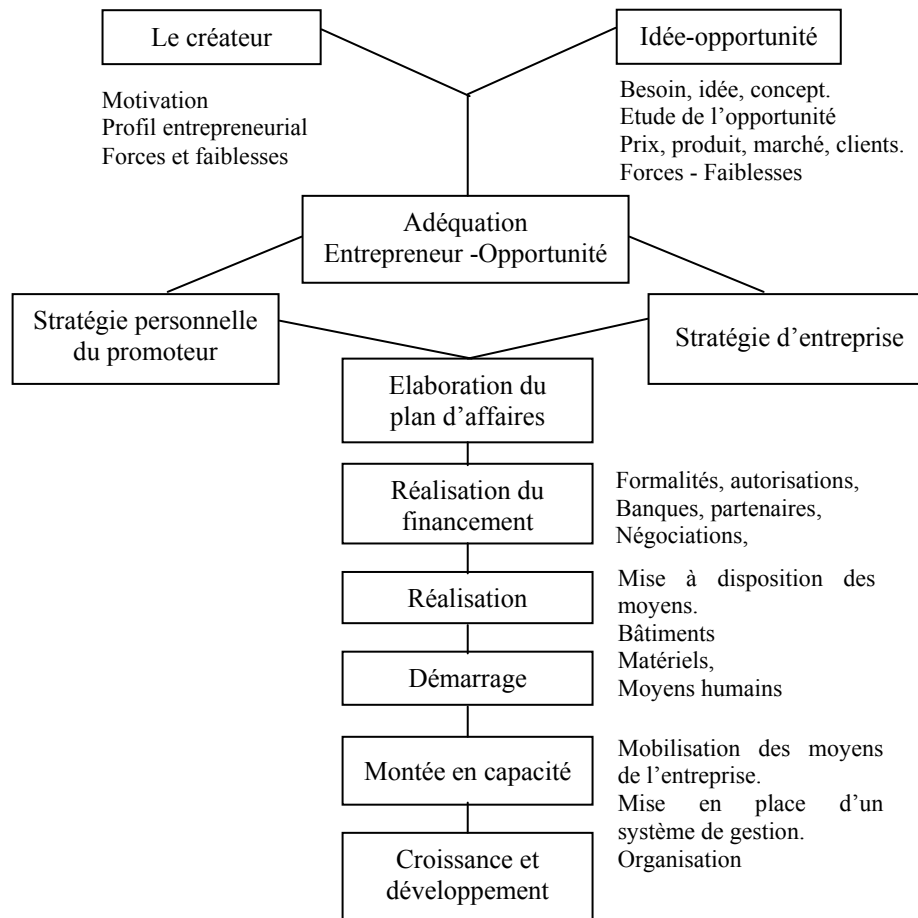 Le créateur
Idée-opportunité
Motivation
Profil entrepreneurial
Forces et faiblesses
Besoin, idée, concept.
Etude de l’opportunité
Prix, produit, marché, clients.
Forces - Faiblesses
Adéquation
Entrepreneur -Opportunité
Stratégie personnelle
du promoteur
Stratégie d’entreprise
Elaboration du
plan d’affaires
Réalisation du
financement
Formalités, autorisations,
Banques, partenaires,
Négociations,
Réalisation
Mise à disposition des
moyens.
Bâtiments
Matériels,
Moyens humains
Démarrage
Montée en capacité
Mobilisation des moyens
de l’entreprise.
Mise en place d’un
système de gestion.
Organisation
Croissance et
développement